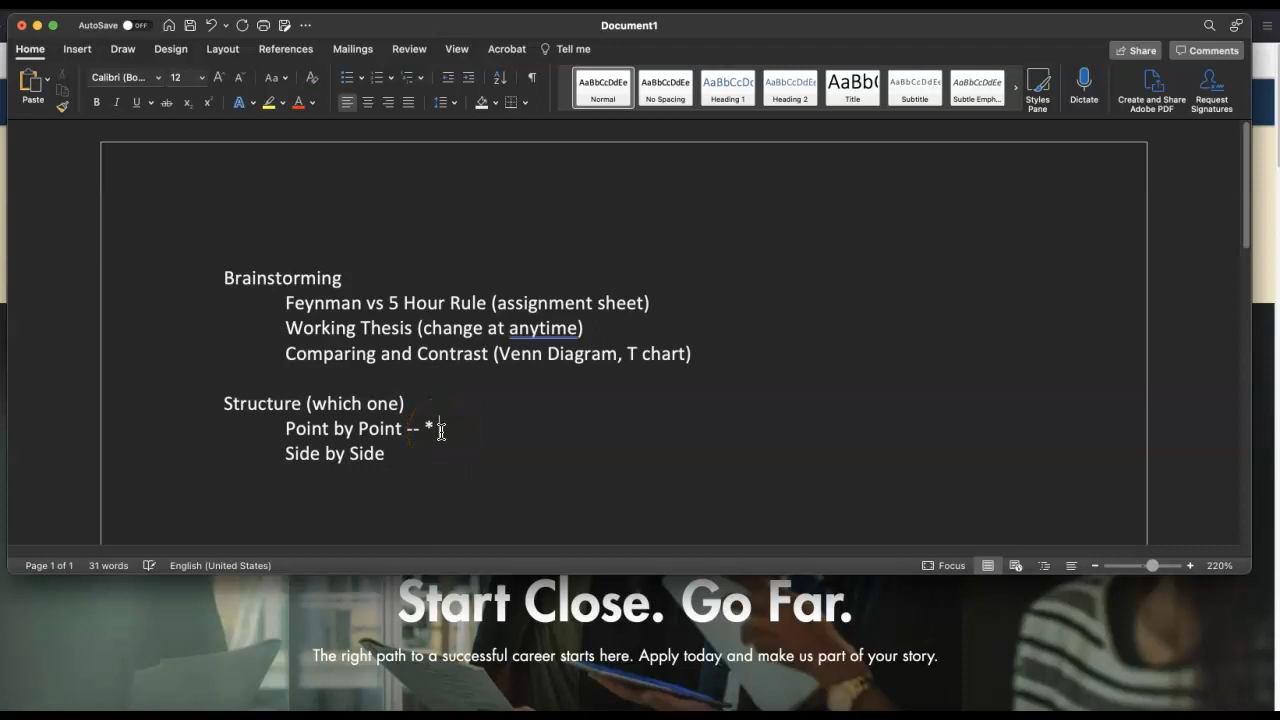 AutoSave OFF
Document1
Home Insert Draw Design Layout References Mailings Review View Acrobat Tell me
Share Comments
Paste
Calibri (Bo... 12
AaBbCcDdEe AaBbCcDdEe AaBbCcDc AaBbCcDdEe AaBb( AaBbCcDdEe AaBbCcDdEe
Normal No Spacing Heading 1 Heading 2 Title Subtitle Subtle Emph...
Styles Pane
Dictate
Create and Share Adobe PDF
Request Signatures
Brainstorming
Feynman vs 5 Hour Rule (assignment sheet)
Working Thesis (change at anytime)
Comparing and Contrast (Venn Diagram, T chart)
Structure (which one)
Point by Point -- *
Side by Side
Page 1 of 1 31 words English (United States) Focus 220%
Start Close. Go Far.
The right path to a successful career starts here. Apply today and make us part of your story.